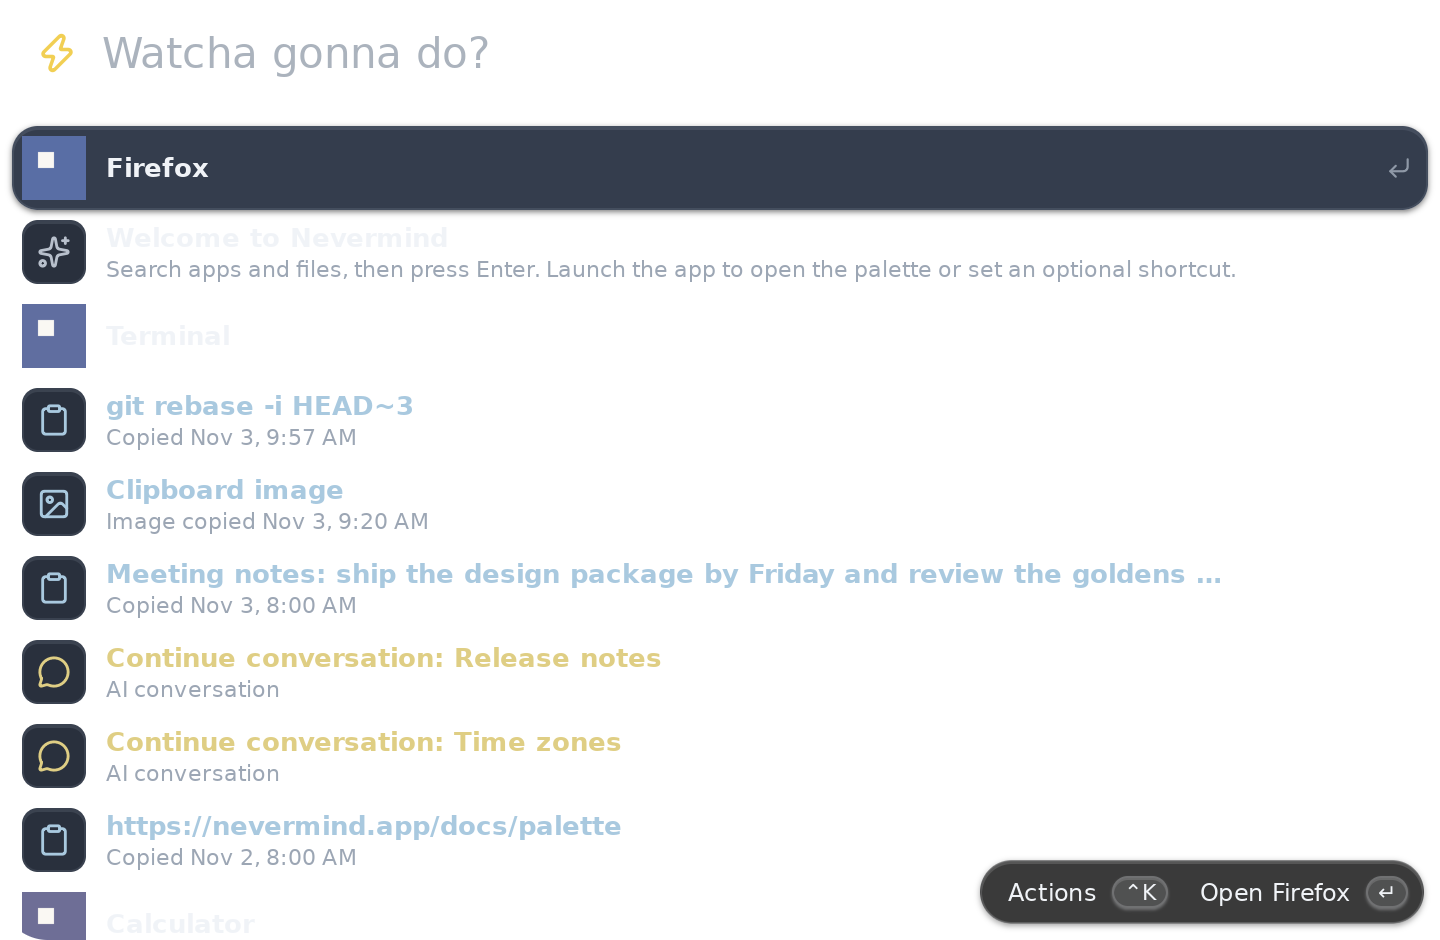 Watcha gonna do?
Firefox
Welcome to Nevermind
Search apps and files, then press Enter. Launch the app to open the palette or set an optional shortcut.
Terminal
git rebase -i HEAD~3
Copied Nov 3, 9:57 AM
Clipboard image
Image copied Nov 3, 9:20 AM
Meeting notes: ship the design package by Friday and review the goldens …
Copied Nov 3, 8:00 AM
Continue conversation: Release notes
AI conversation
Continue conversation: Time zones
AI conversation
https://nevermind.app/docs/palette
Copied Nov 2, 8:00 AM
Calculator
Actions ^K Open Firefox ↵